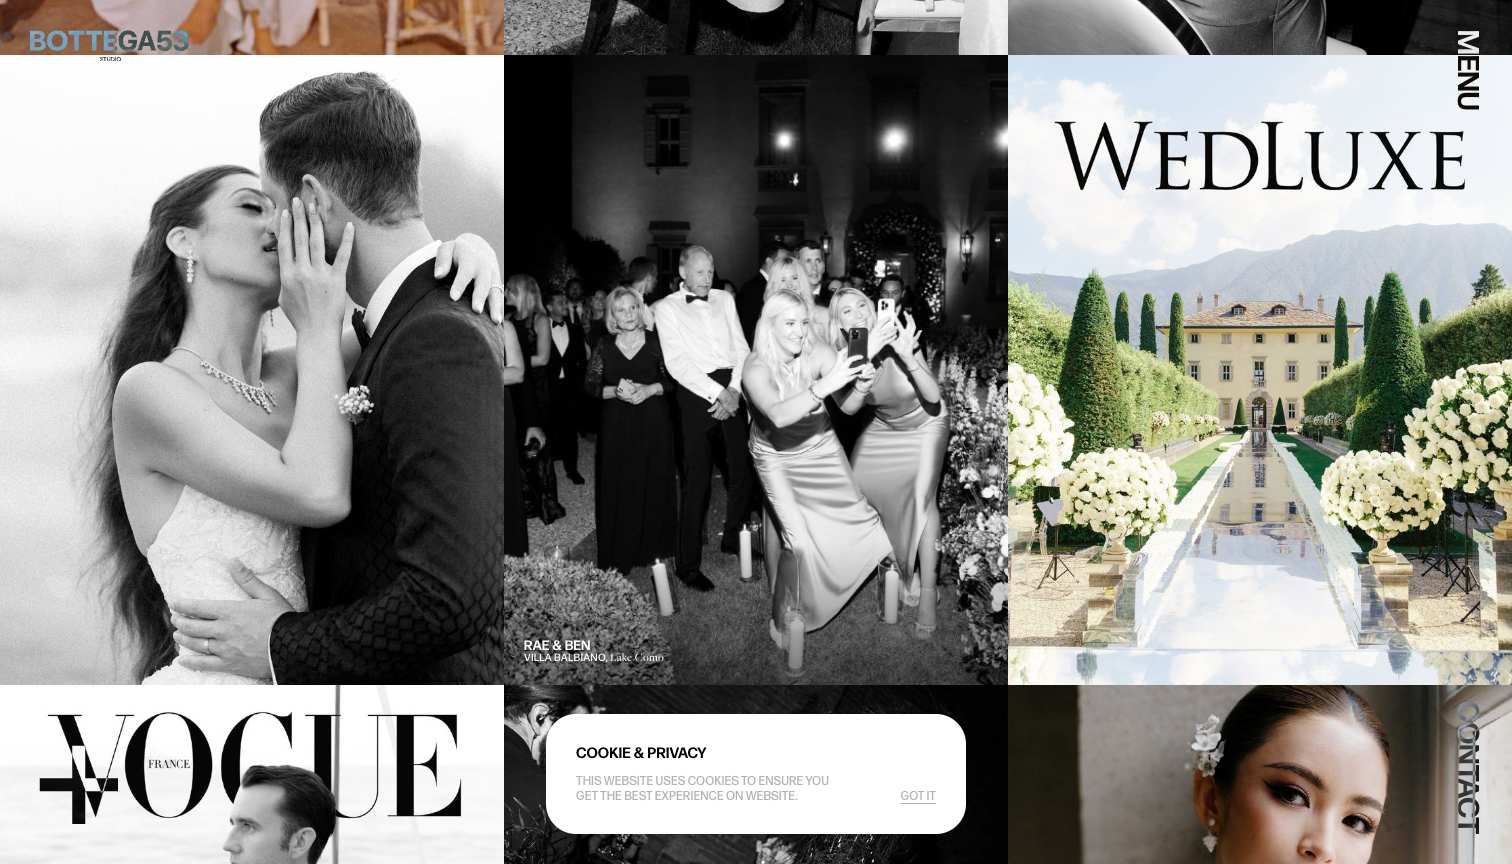 BOTTEGA53
STUDIO
MENU
WEDLUXE
RAE & BEN
VILLA BALBIANO, Lake Como
VOGUE
FRANCE
COOKIE & PRIVACY
THIS WEBSITE USES COOKIES TO ENSURE YOU
GET THE BEST EXPERIENCE ON WEBSITE.
GOT IT
CONTACT